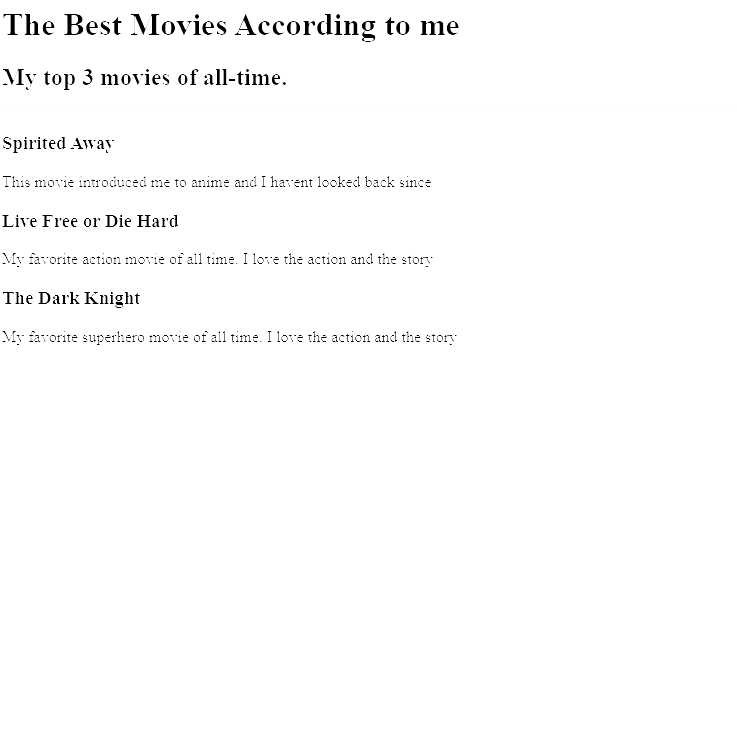 The Best Movies According to me
My top 3 movies of all-time.
Spirited Away
This movie introduced me to anime and I havent looked back since
Live Free or Die Hard
My favorite action movie of all time. I love the action and the story
The Dark Knight
My favorite superhero movie of all time. I love the action and the story